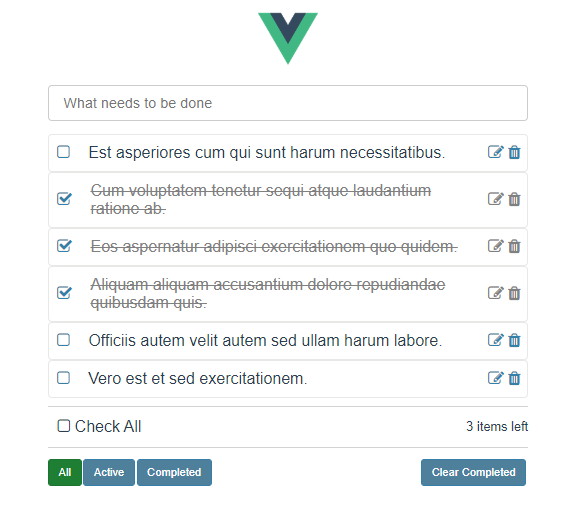 What needs to be done
Est asperiores cum qui sunt harum necessitatibus.
Cum voluptatem tenetur sequi atque laudantium
ratione ab.
Eos aspernatur adipisci exercitationem quo quidem.
Aliquam aliquam accusantium dolore repudiandae
quibusdam quis.
Officiis autem velit autem sed ullam harum labore.
Vero est et sed exercitationem.
Check All 3 items left
All Active Completed Clear Completed